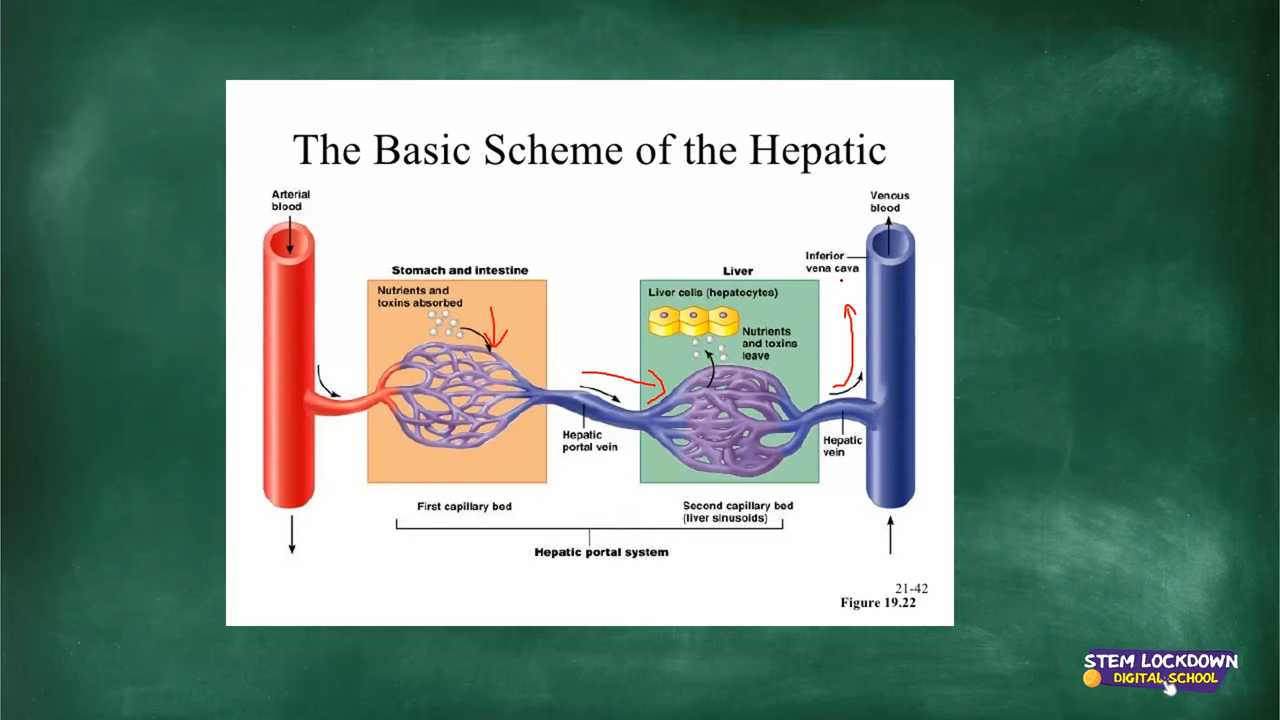 The Basic Scheme of the Hepatic
Arterial
blood
Venous
blood
Inferior
vena cava
Stomach and intestine
Nutrients and
toxins absorbed
Liver
Liver cells (hepatocytes)
Nutrients
and toxins
leave
Hepatic
portal vein
Hepatic
vein
First capillary bed
Second capillary bed
(liver sinusoids)
Hepatic portal system
21-42
Figure 19.22
STEM LOCKDOWN
DIGITAL SCHOOL